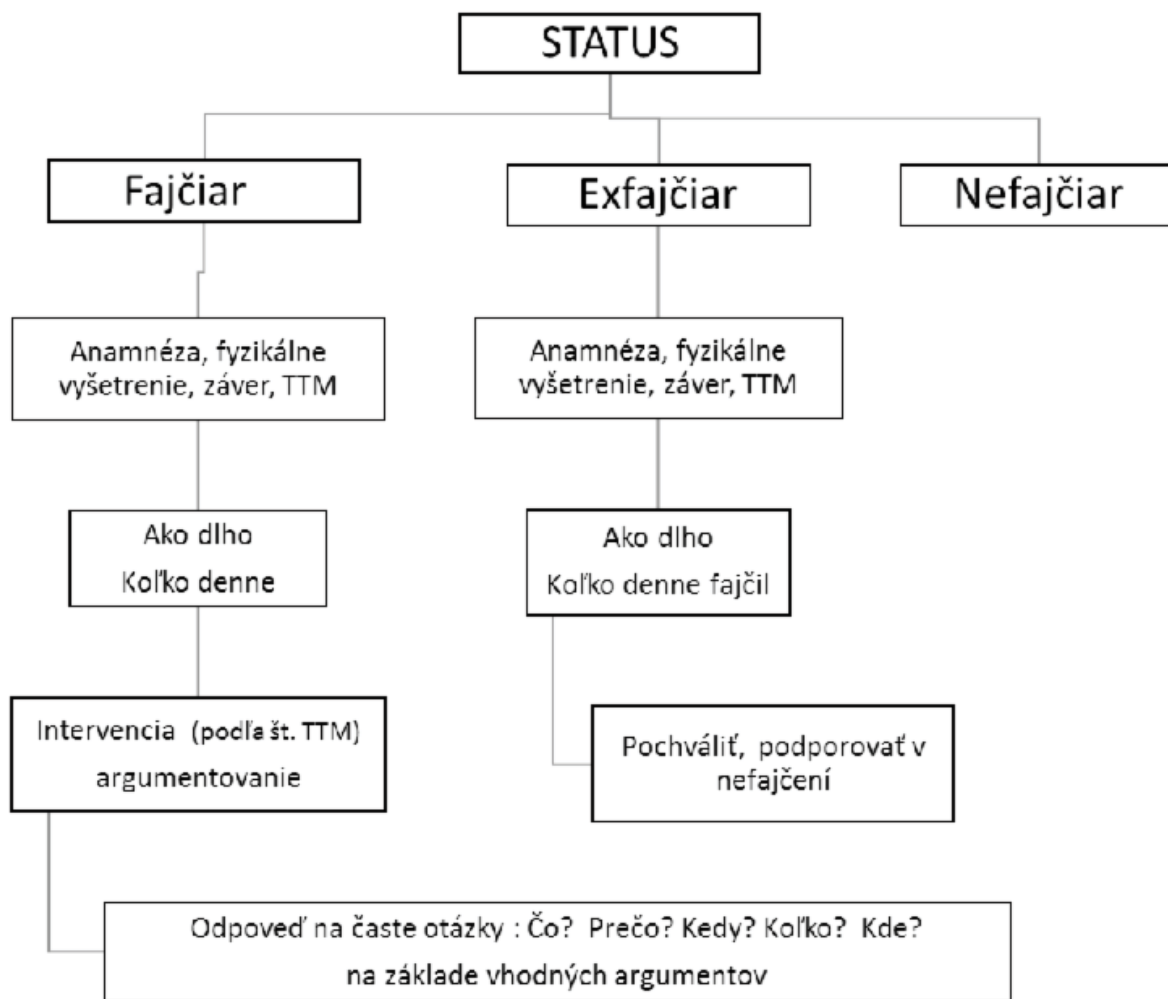 STATUS
Fajčiar
Exfajčiar
Nefajčiar
Anamnéza, fyzikálne
vyšetrenie, záver, TTM
Anamnéza, fyzikálne
vyšetrenie, záver, TTM
Ako dlho
Koľko denne
Ako dlho
Koľko denne fajčil
Intervencia (podľa št. TTM)
argumentovanie
Pochváliť, podporovať v
nefajčení
Odpoveď na časte otázky : Čo? Prečo? Kedy? Koľko? Kde?
na základe vhodných argumentov